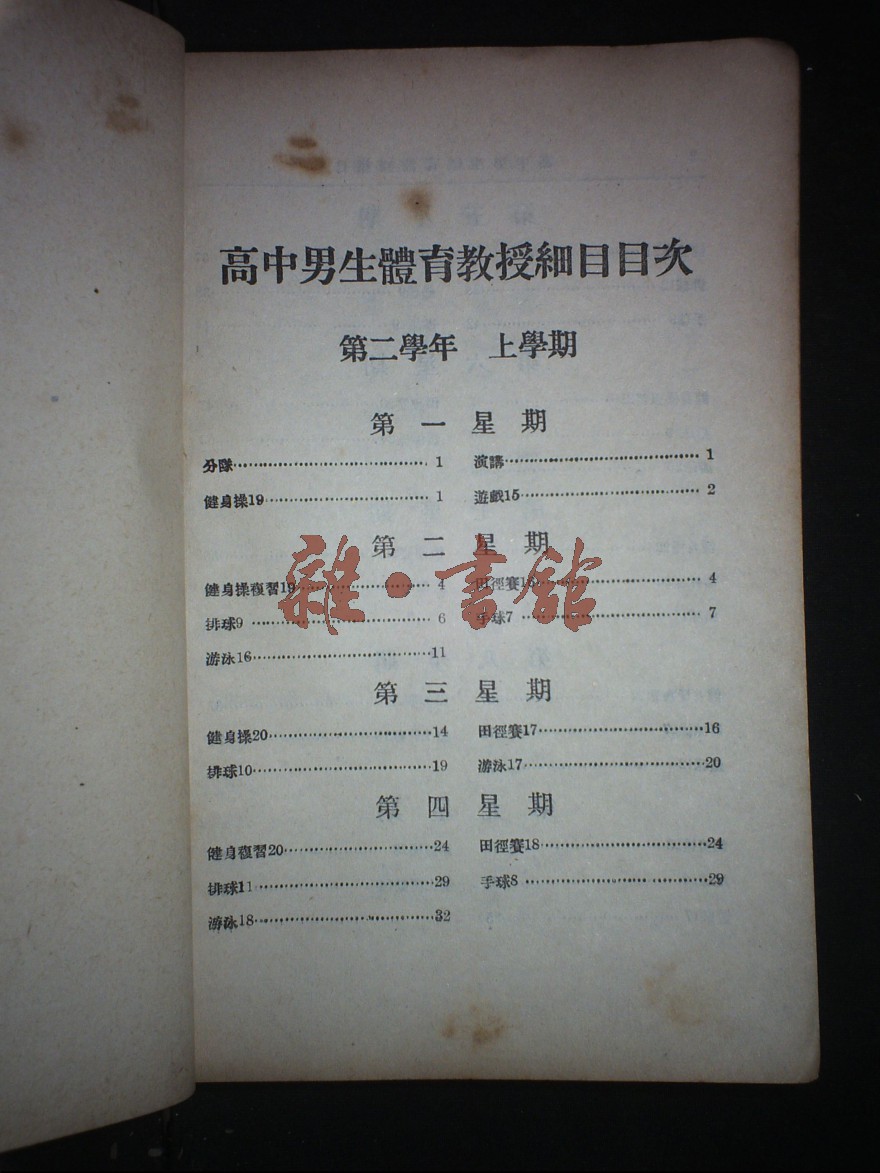 高中男生體育教授細目目次
第二學年 上學期
第一星期
分隊……………………………… 1 演講……………………………… 1
健身操19………………………… 1 遊戲15…………………………… 2
第二星期
健身操複習19…………………… 4 田徑賽16………………………… 4
排球9 …………………………… 6 手球7 …………………………… 7
游泳16……………………………11
第三星期
健身操20…………………………14 田徑賽17…………………………16
排球10……………………………19 游泳17……………………………20
第四星期
健身複習20………………………24 田徑賽18…………………………24
排球11……………………………29 手球8 ……………………………29
游泳18……………………………32
雜·書館